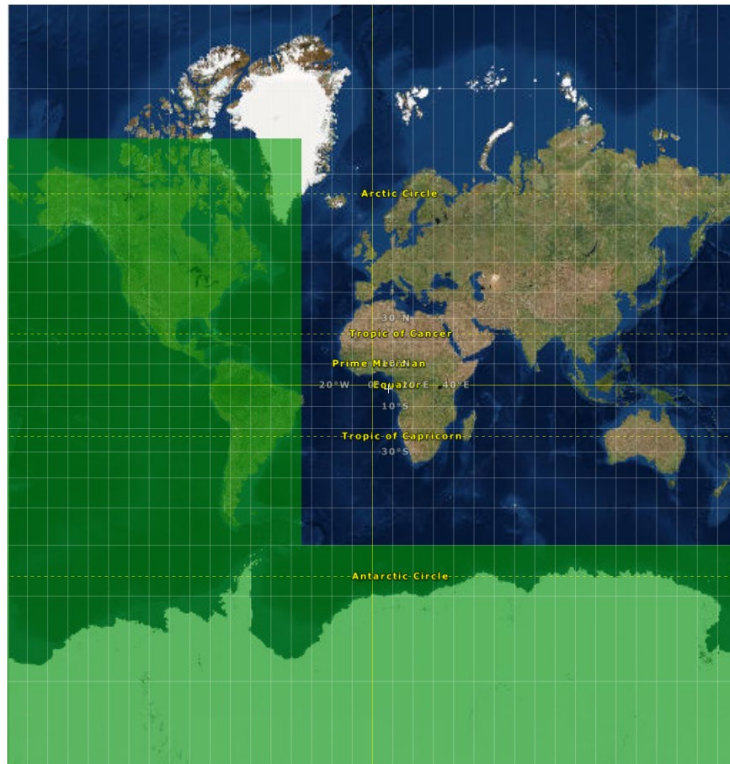 Arctic Circle
30°N
Tropic of Cancer
Prime Meridian
20°W
Equator
40°E
10°S
Tropic of Capricorn
30°S
Antarctic Circle